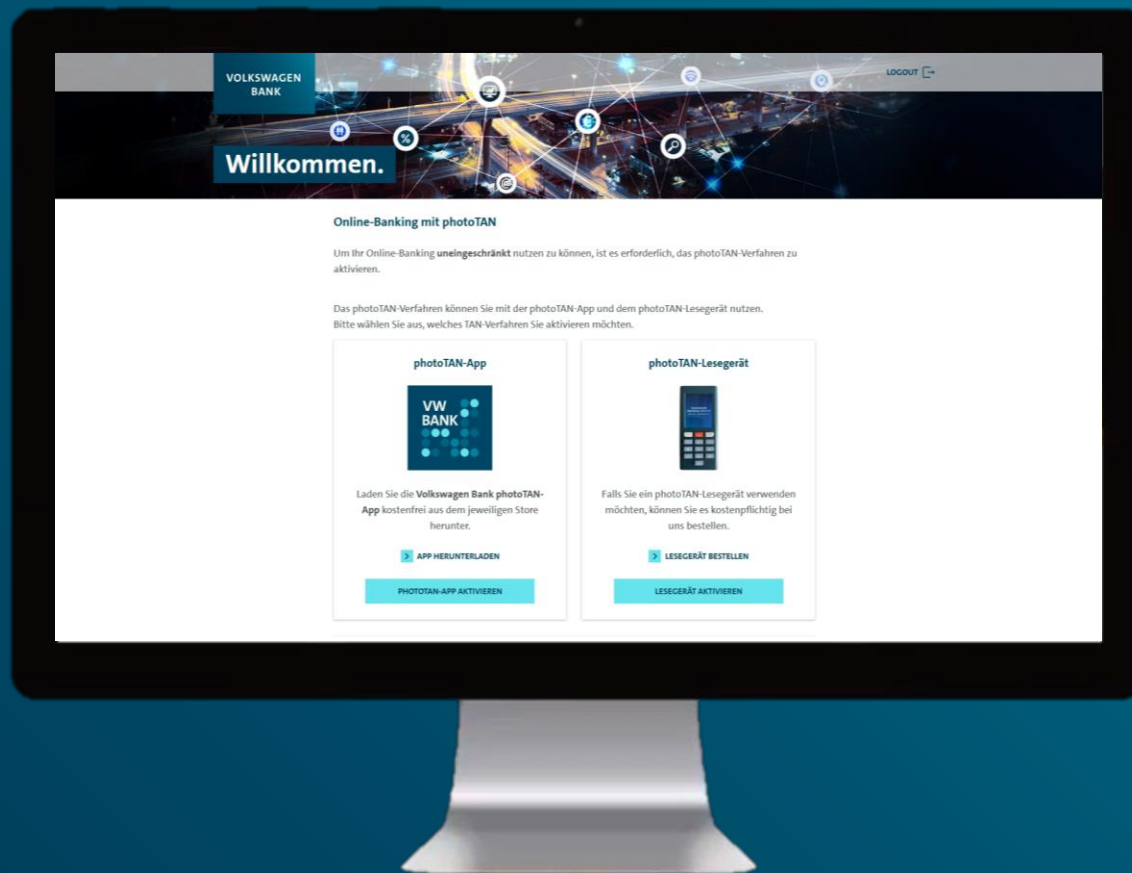 VOLKSWAGEN
BANK
LOGOUT
Willkommen.
Online-Banking mit photoTAN
Um Ihr Online-Banking uneingeschränkt nutzen zu können, ist es erforderlich, das photoTAN-Verfahren zu
aktivieren.
Das photoTAN-Verfahren können Sie mit der photoTAN-App und dem photoTAN-Lesegerät nutzen.
Bitte wählen Sie aus, welches TAN-Verfahren Sie aktivieren möchten.
photoTAN-App
VW
BANK
Laden Sie die Volkswagen Bank photoTAN-
App kostenfrei aus dem jeweiligen Store
herunter.
APP HERUNTERLADEN
PHOTOTAN-APP AKTIVIEREN
photoTAN-Lesegerät
Falls Sie ein photoTAN-Lesegerät verwenden
möchten, können Sie es kostenpflichtig bei
uns bestellen.
LESEGERÄT BESTELLEN
LESEGERÄT AKTIVIEREN